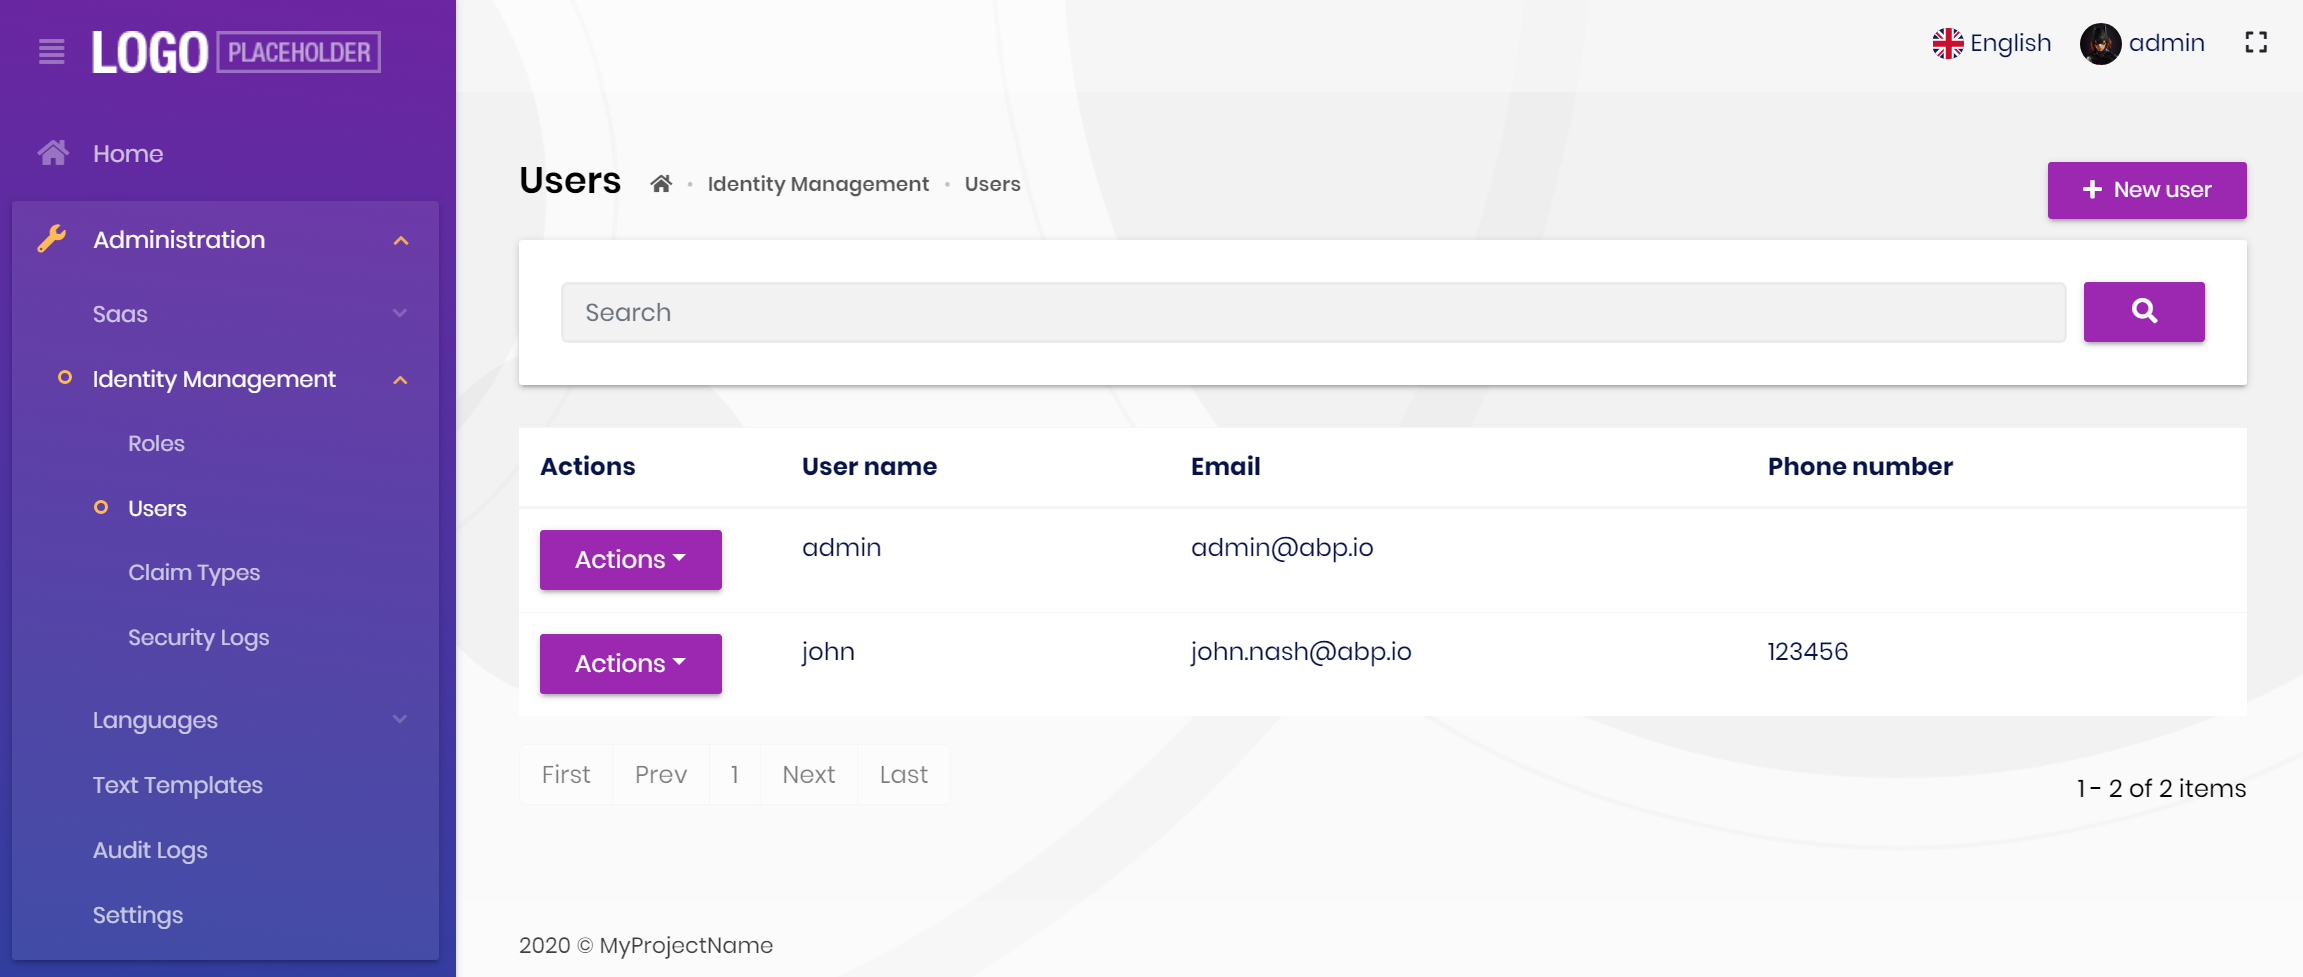 LOGO PLACEHOLDER
Home
Administration
Saas
Identity Management
Roles
Users
Claim Types
Security Logs
Languages
Text Templates
Audit Logs
Settings
English admin
Users Identity Management Users
New user
Search
Actions User name Email Phone number
Actions admin admin@abp.io
Actions john john.nash@abp.io 123456
First Prev 1 Next Last
1 - 2 of 2 items
2020 © MyProjectName